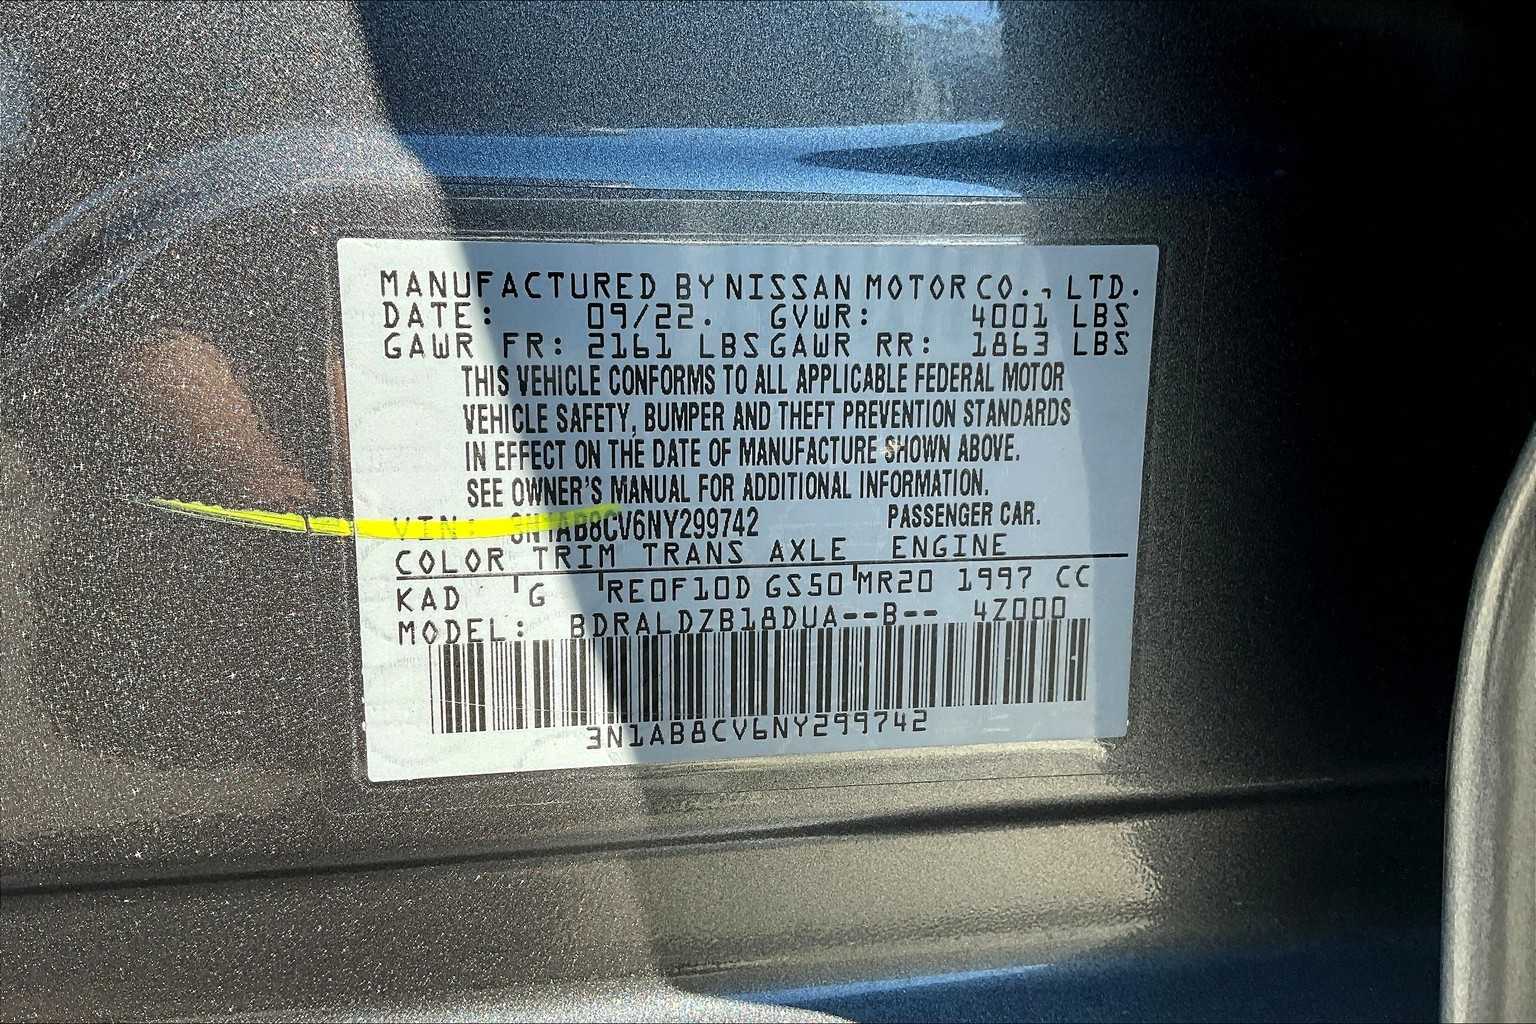 MANUFACTURED BY NISSAN MOTOR CO., LTD.
DATE: 09/22. GVWR: 4001 LBS
GAWR FR: 2161 LBS GAWR RR: 1863 LBS
THIS VEHICLE CONFORMS TO ALL APPLICABLE FEDERAL MOTOR
VEHICLE SAFETY, BUMPER AND THEFT PREVENTION STANDARDS
IN EFFECT ON THE DATE OF MANUFACTURE SHOWN ABOVE.
SEE OWNER'S MANUAL FOR ADDITIONAL INFORMATION.
VIN: 3N1AB8CV6NY299742 PASSENGER CAR.
COLOR TRIM TRANS AXLE ENGINE
KAD G RE0F10D GS50 MR20 1997 CC
MODEL: BDRALDZB18DUA--B-- 4Z000
3N1AB8CV6NY299742